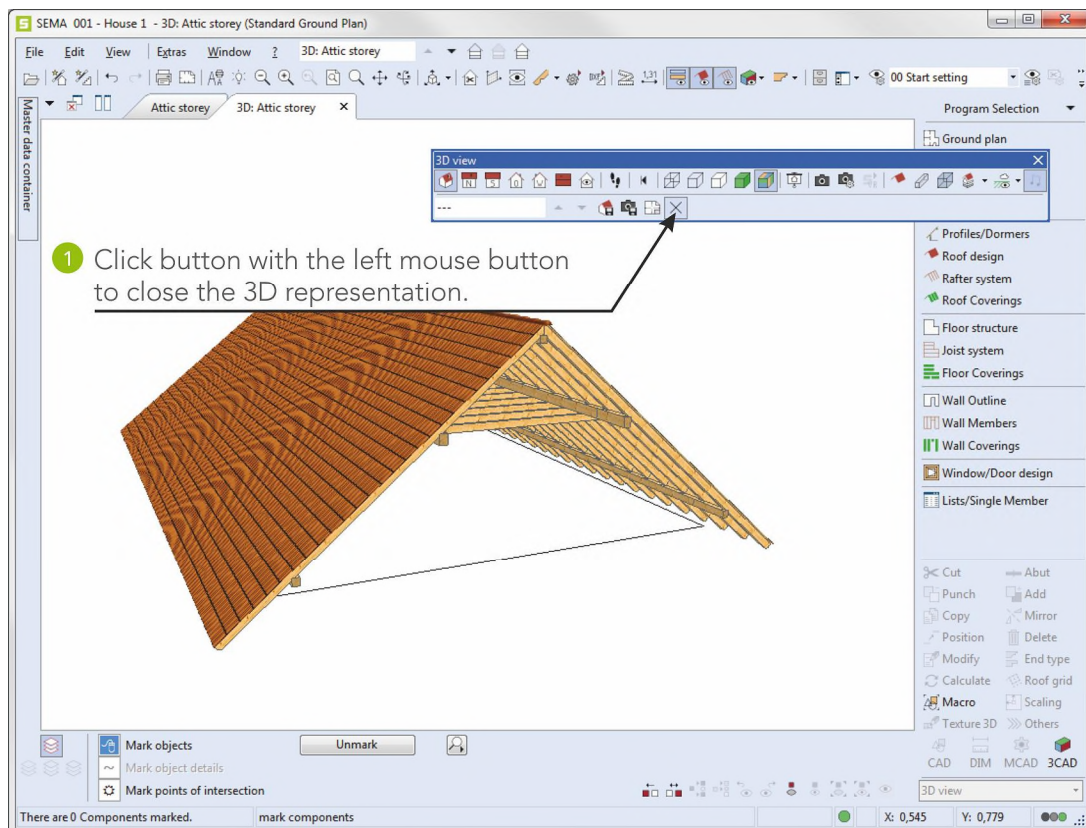 SEMA 001 - House 1 - 3D: Attic storey (Standard Ground Plan)
File Edit View Extras Window ? 3D: Attic storey
00 Start setting
Master data container
Attic storey 3D: Attic storey
Program Selection
Ground plan
3D view
---
1 Click button with the left mouse button
to close the 3D representation.
Profiles/Dormers
Roof design
Rafter system
Roof Coverings
Floor structure
Joist system
Floor Coverings
Wall Outline
Wall Members
Wall Coverings
Window/Door design
Lists/Single Member
Cut Abut
Punch Add
Copy Mirror
Position Delete
Modify End type
Calculate Roof grid
Macro Scaling
Texture 3D Others
CAD DIM MCAD 3CAD
Mark objects Unmark
Mark object details
Mark points of intersection
3D view
There are 0 Components marked. mark components X: 0,545 Y: 0,779